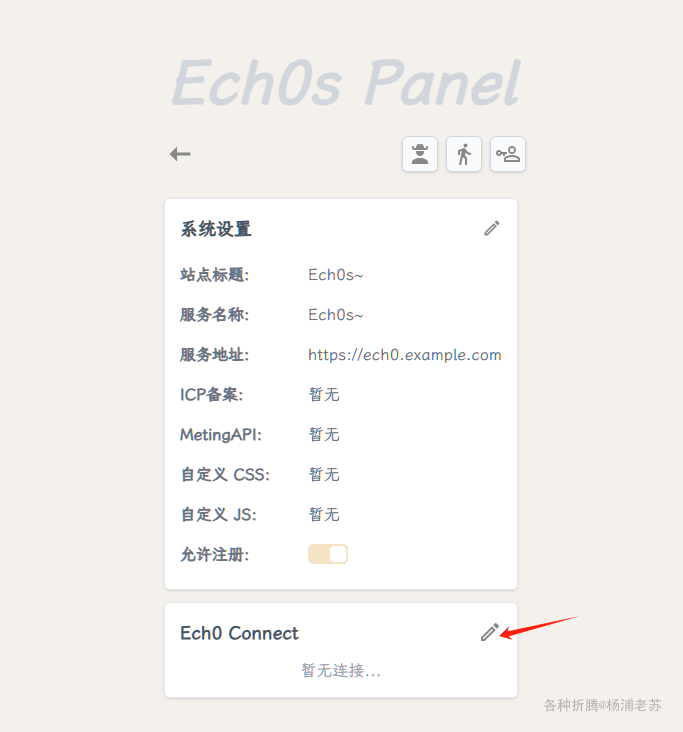 Ech0s Panel
系统设置
站点标题: Ech0s~
服务名称: Ech0s~
服务地址: https://ech0.example.com
ICP备案: 暂无
MetingAPI: 暂无
自定义 CSS: 暂无
自定义 JS: 暂无
允许注册:
Ech0 Connect
暂无连接...
各种折腾@杨浦老苏